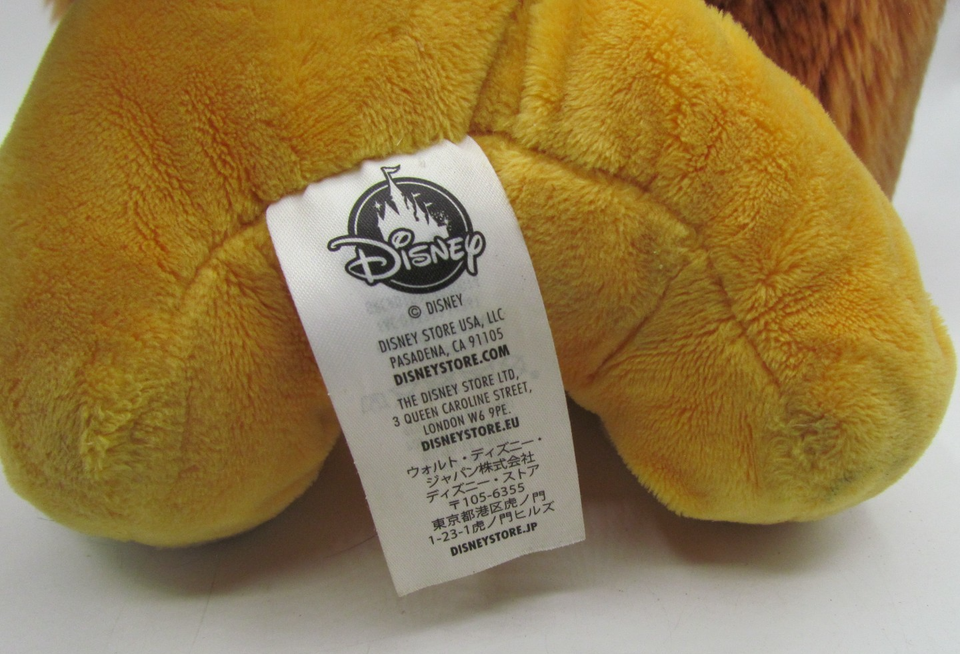 Disney
© DISNEY
DISNEY STORE USA, LLC
PASADENA, CA 91105
DISNEYSTORE.COM
THE DISNEY STORE LTD,
3 QUEEN CAROLINE STREET,
LONDON W6 9PE.
DISNEYSTORE.EU
ウォルト・ディズニー・
ジャパン株式会社
ディズニー・ストア
〒105-6355
東京都港区虎ノ門
1-23-1虎ノ門ヒルズ
DISNEYSTORE.JP